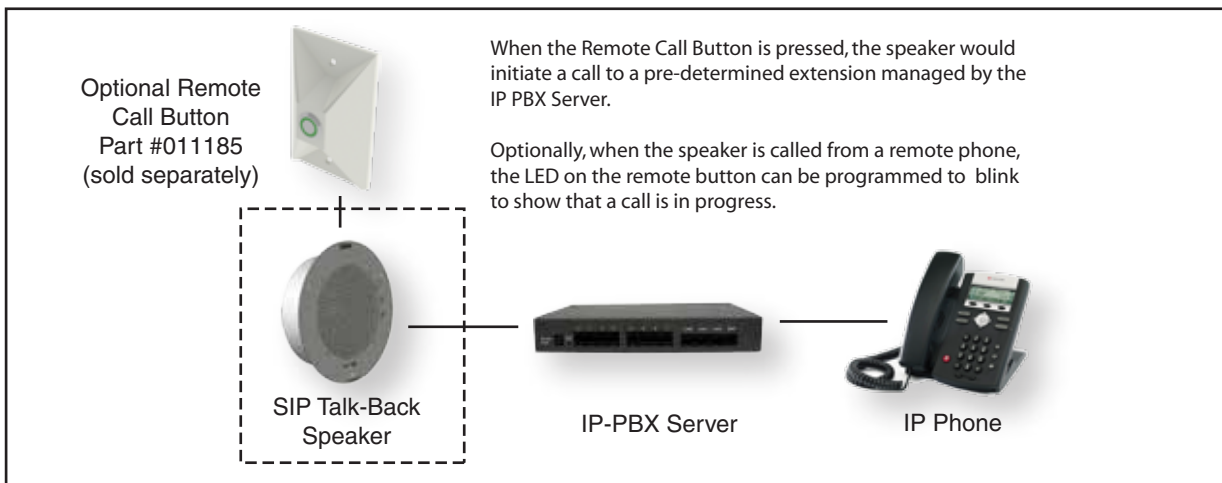 Optional Remote
Call Button
Part #011185
(sold separately)
When the Remote Call Button is pressed, the speaker would
initiate a call to a pre-determined extension managed by the
IP PBX Server.
Optionally, when the speaker is called from a remote phone,
the LED on the remote button can be programmed to blink
to show that a call is in progress.
SIP Talk-Back
Speaker
IP-PBX Server
IP Phone